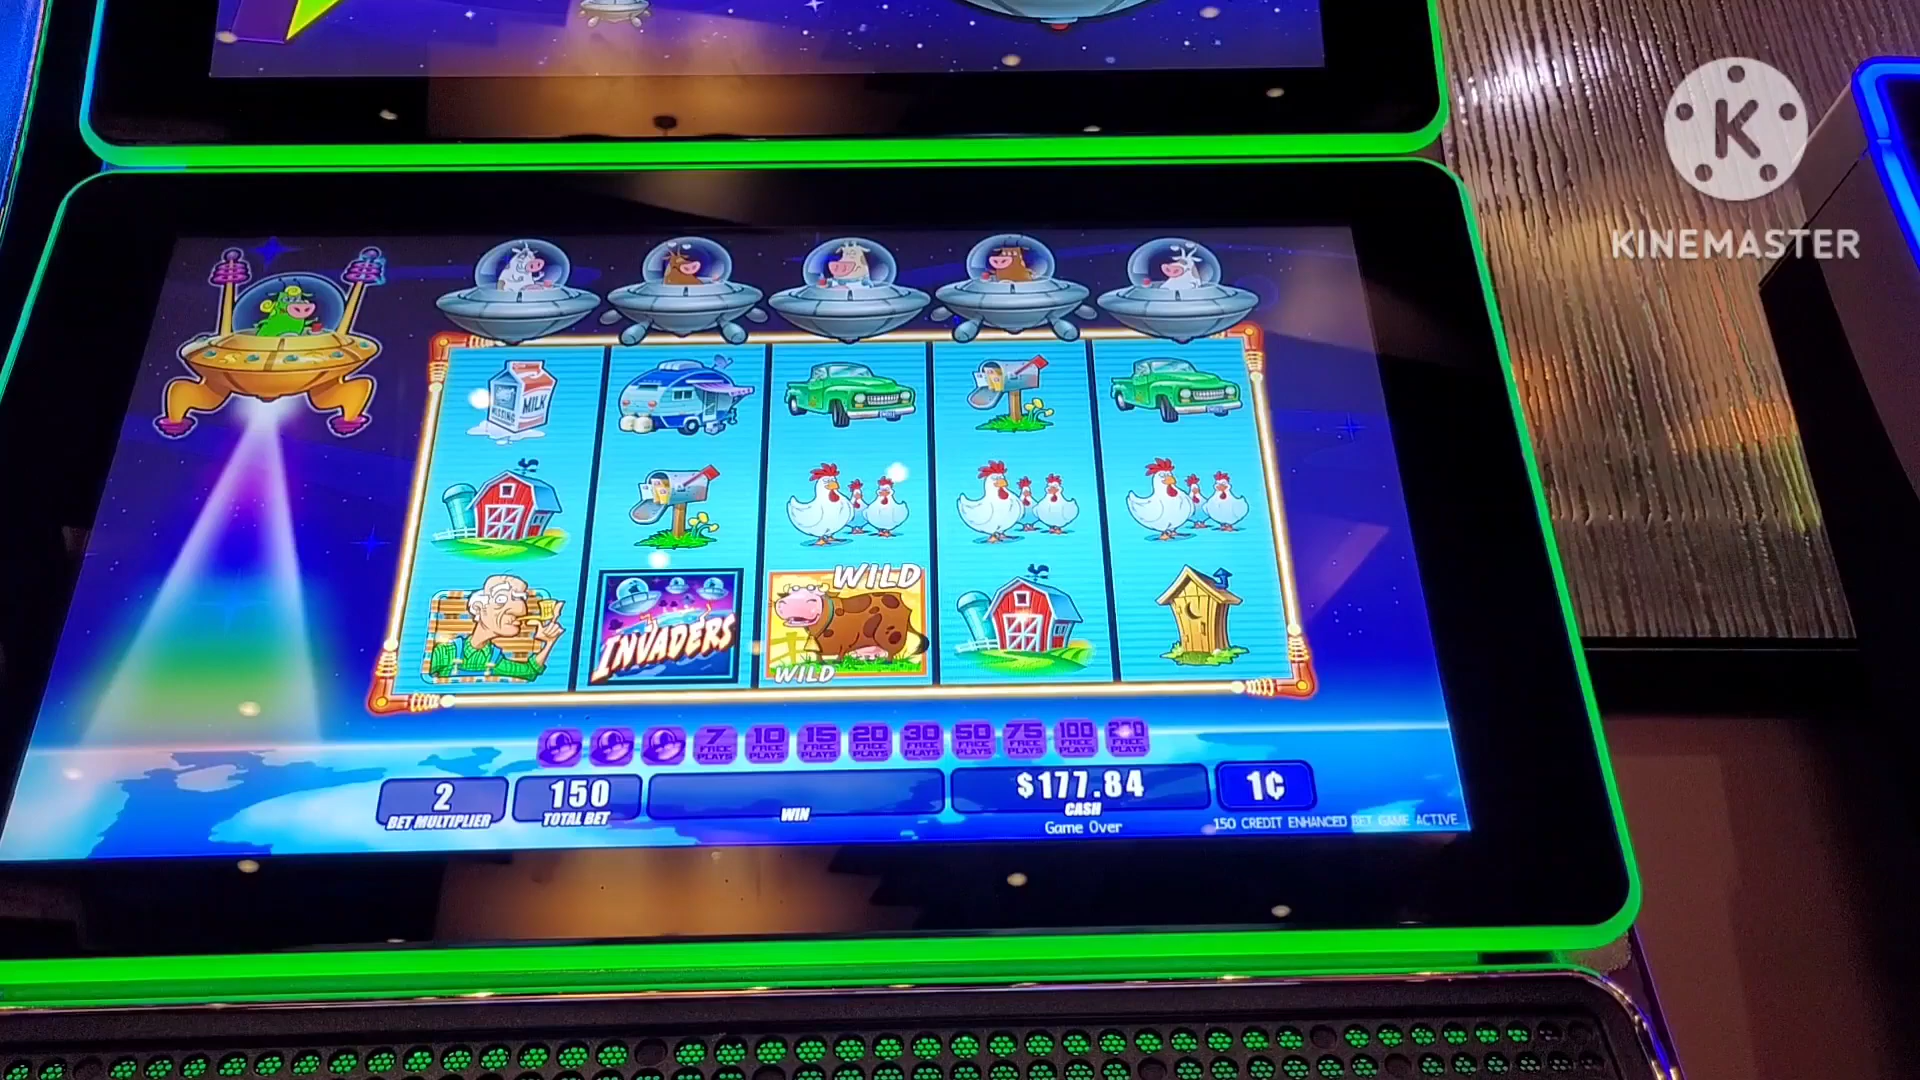 K
KINEMASTER
MISSING
MILK
WILD
INVADERS
WILD
7 FREE PLAYS
10 FREE PLAYS
15 FREE PLAYS
20 FREE PLAYS
30 FREE PLAYS
50 FREE PLAYS
75 FREE PLAYS
100 FREE PLAYS
FREE PLAYS
2
BET MULTIPLIER
150
TOTAL BET
WIN
$177.84
CASH
Game Over
1¢
150 CREDIT ENHANCED BET GAME ACTIVE